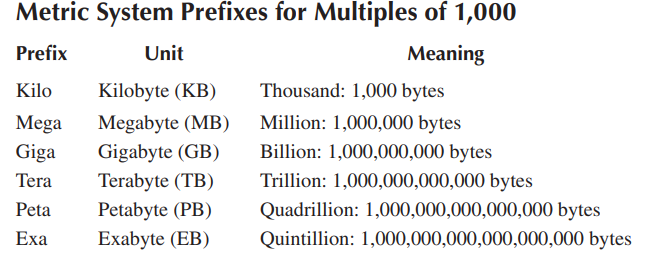 Metric System Prefixes for Multiples of 1,000
Prefix Unit Meaning
Kilo Kilobyte (KB) Thousand: 1,000 bytes
Mega Megabyte (MB) Million: 1,000,000 bytes
Giga Gigabyte (GB) Billion: 1,000,000,000 bytes
Tera Terabyte (TB) Trillion: 1,000,000,000,000 bytes
Peta Petabyte (PB) Quadrillion: 1,000,000,000,000,000 bytes
Exa Exabyte (EB) Quintillion: 1,000,000,000,000,000,000 bytes